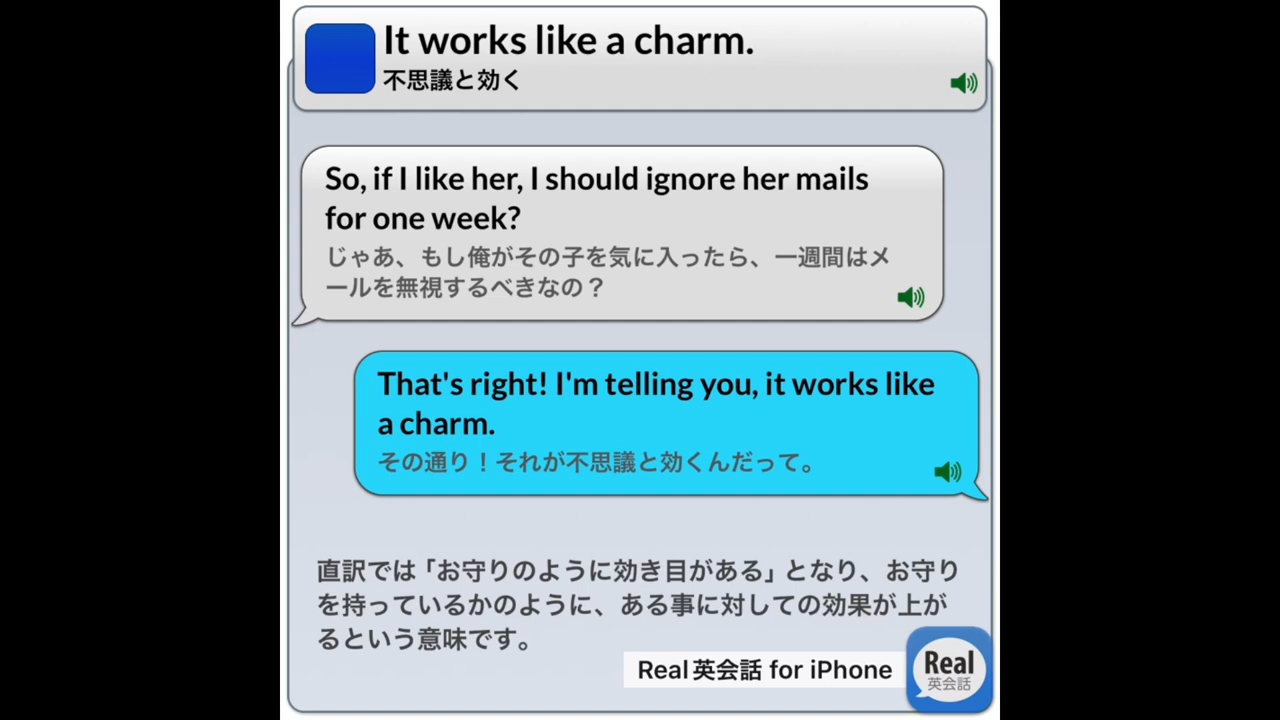 It works like a charm.
不思議と効く
So, if I like her, I should ignore her mails
for one week?
じゃあ、もし俺がその子を気に入ったら、一週間はメ
ールを無視するべきなの？
That's right! I'm telling you, it works like
a charm.
その通り！それが不思議と効くんだって。
直訳では「お守りのように効き目がある」となり、お守り
を持っているかのように、ある事に対しての効果が上が
るという意味です。
Real英会話 for iPhone
Real
英会話